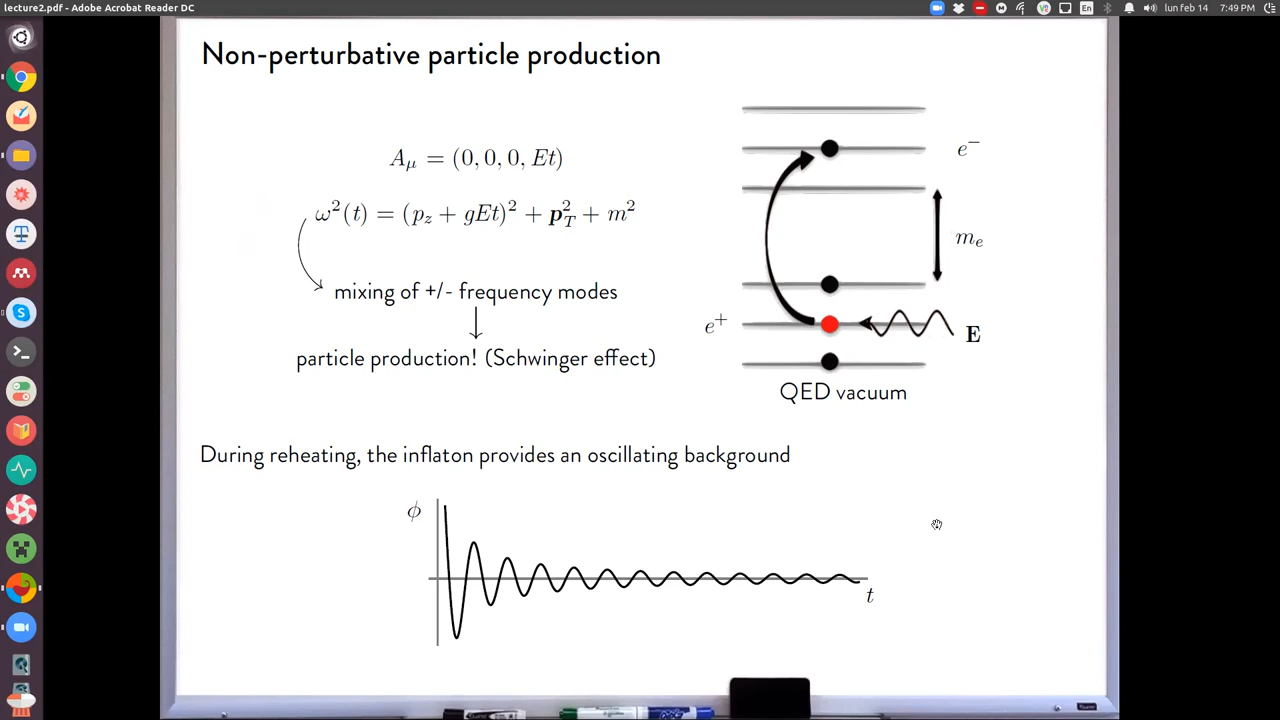 lecture2.pdf - Adobe Acrobat Reader DC
En
lun feb 14
7:49 PM
Non-perturbative particle production
A_μ = (0, 0, 0, Et)
ω²(t) = (p_z + gEt)² + p_T² + m²
mixing of +/- frequency modes
particle production! (Schwinger effect)
e⁻
m_e
e⁺
E
QED vacuum
During reheating, the inflaton provides an oscillating background
ϕ
t